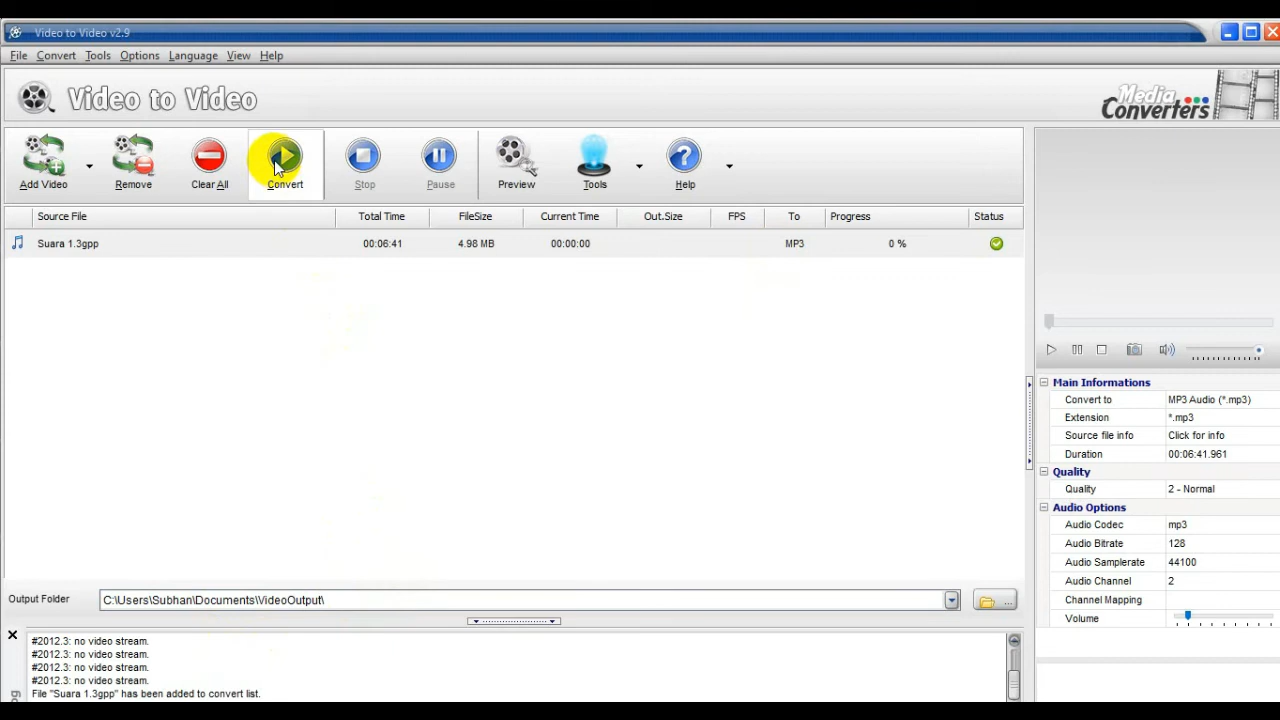 Video to Video v2.9
File Convert Tools Options Language View Help
Video to Video
Media Converters
Add Video Remove Clear All Convert Stop Pause Preview Tools Help
Source File Total Time FileSize Current Time Out.Size FPS To Progress Status
Suara 1.3gpp 00:06:41 4.98 MB 00:00:00 MP3 0 %
Main Informations
Convert to MP3 Audio (*.mp3)
Extension *.mp3
Source file info Click for info
Duration 00:06:41.961
Quality
Quality 2 - Normal
Audio Options
Audio Codec mp3
Audio Bitrate 128
Audio Samplerate 44100
Audio Channel 2
Channel Mapping
Volume
Output Folder C:\Users\Subhan\Documents\VideoOutput\
...
#2012.3: no video stream.
#2012.3: no video stream.
#2012.3: no video stream.
#2012.3: no video stream.
File "Suara 1.3gpp" has been added to convert list.